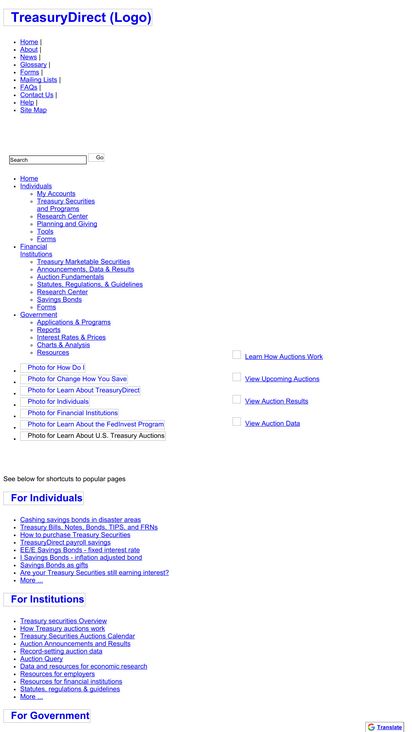 TreasuryDirect (Logo)
Home |
About |
News |
Glossary |
Forms |
Mailing Lists |
FAQs |
Contact Us |
Help |
Site Map
Search
Go
Home
Individuals
My Accounts
Treasury Securities
and Programs
Research Center
Planning and Giving
Tools
Forms
Financial
Institutions
Treasury Marketable Securities
Announcements, Data & Results
Auction Fundamentals
Statutes, Regulations, & Guidelines
Research Center
Savings Bonds
Forms
Government
Applications & Programs
Reports
Interest Rates & Prices
Charts & Analysis
Resources
Photo for How Do I
Photo for Change How You Save
Photo for Learn About TreasuryDirect
Photo for Individuals
Photo for Financial Institutions
Photo for Learn About the FedInvest Program
Photo for Learn About U.S. Treasury Auctions
Learn How Auctions Work
View Upcoming Auctions
View Auction Results
View Auction Data
See below for shortcuts to popular pages
For Individuals
Cashing savings bonds in disaster areas
Treasury Bills, Notes, Bonds, TIPS, and FRNs
How to purchase Treasury Securities
TreasuryDirect payroll savings
EE/E Savings Bonds - fixed interest rate
I Savings Bonds - inflation adjusted bond
Savings Bonds as gifts
Are your Treasury Securities still earning interest?
More ...
For Institutions
Treasury securities Overview
How Treasury auctions work
Treasury Securities Auctions Calendar
Auction Announcements and Results
Record-setting auction data
Auction Query
Data and resources for economic research
Resources for employers
Resources for financial institutions
Statutes, regulations & guidelines
More ...
For Government
Translate